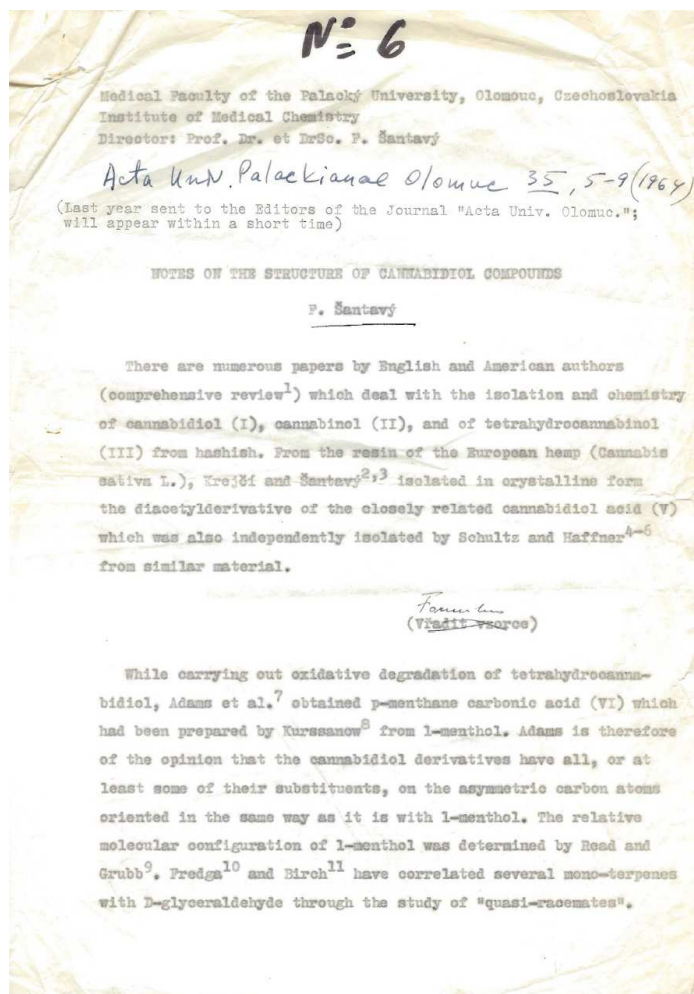 № 6
Medical Faculty of the Palacký University, Olomouc, Czechoslovakia
Institute of Medical Chemistry
Director: Prof. Dr. et DrSc. F. Šantavý
Acta Univ. Palackianae Olomuc 35, 5-9 (1964)
(Last year sent to the Editors of the Journal "Acta Univ. Olomuc.";
will appear within a short time)
NOTES ON THE STRUCTURE OF CANNABIDIOL COMPOUNDS
F. Šantavý
There are numerous papers by English and American authors
(comprehensive review1) which deal with the isolation and chemistry
of cannabidiol (I), cannabinol (II), and of tetrahydrocannabinol
(III) from hashish. From the resin of the European hemp (Cannabis
sativa L.), Krejčí and Šantavý2,3 isolated in crystalline form
the diacetylderivative of the closely related cannabidiol acid (V)
which was also independently isolated by Schultz and Haffner4-6
from similar material.
(Vřadit vzorce)
While carrying out oxidative degradation of tetrahydrocanna-
bidiol, Adams et al.7 obtained p-menthane carbonic acid (VI) which
had been prepared by Kurssanow8 from l-menthol. Adams is therefore
of the opinion that the cannabidiol derivatives have all, or at
least some of their substituents, on the asymmetric carbon atoms
oriented in the same way as it is with l-menthol. The relative
molecular configuration of l-menthol was determined by Read and
Grubb9. Fredga10 and Birch11 have correlated several mono-terpenes
with D-glyceraldehyde through the study of "quasi-racemates".